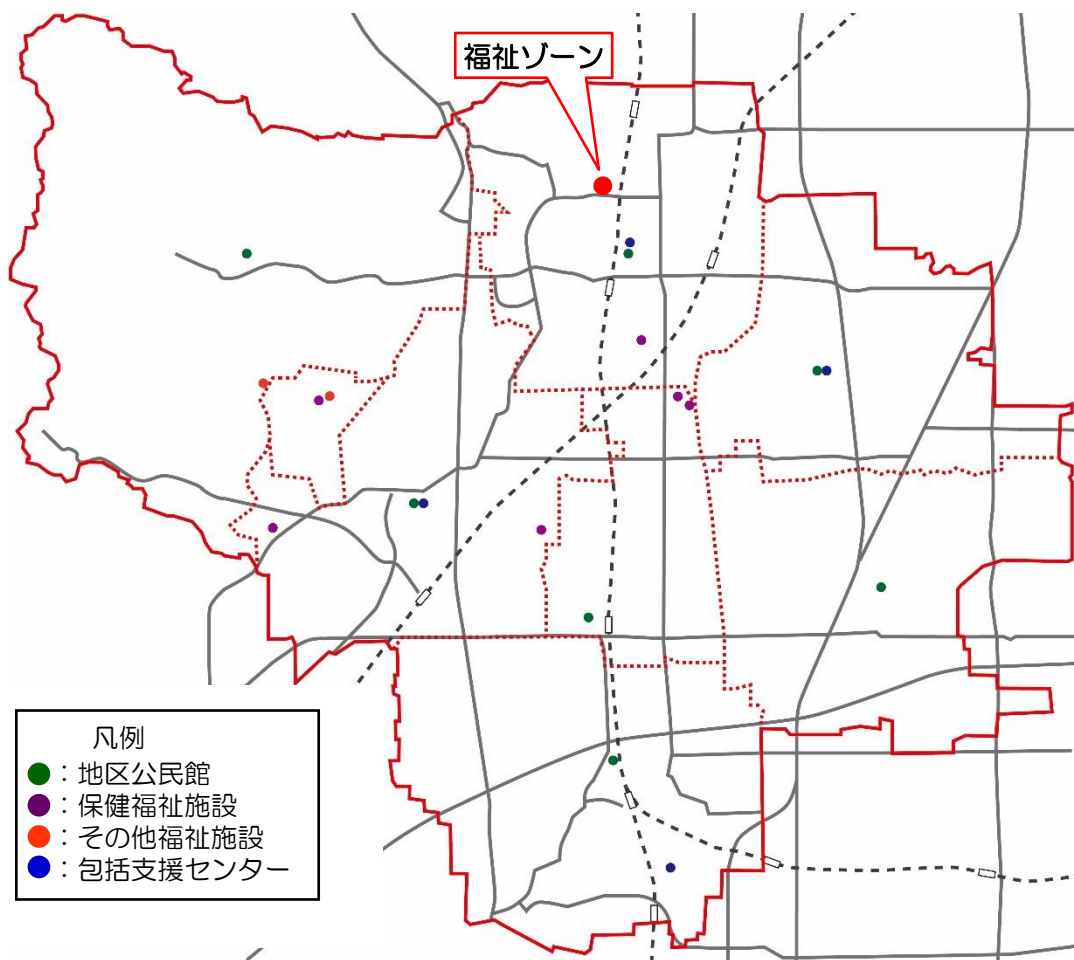 福祉ゾーン
凡例
：地区公民館
：保健福祉施設
：その他福祉施設
：包括支援センター